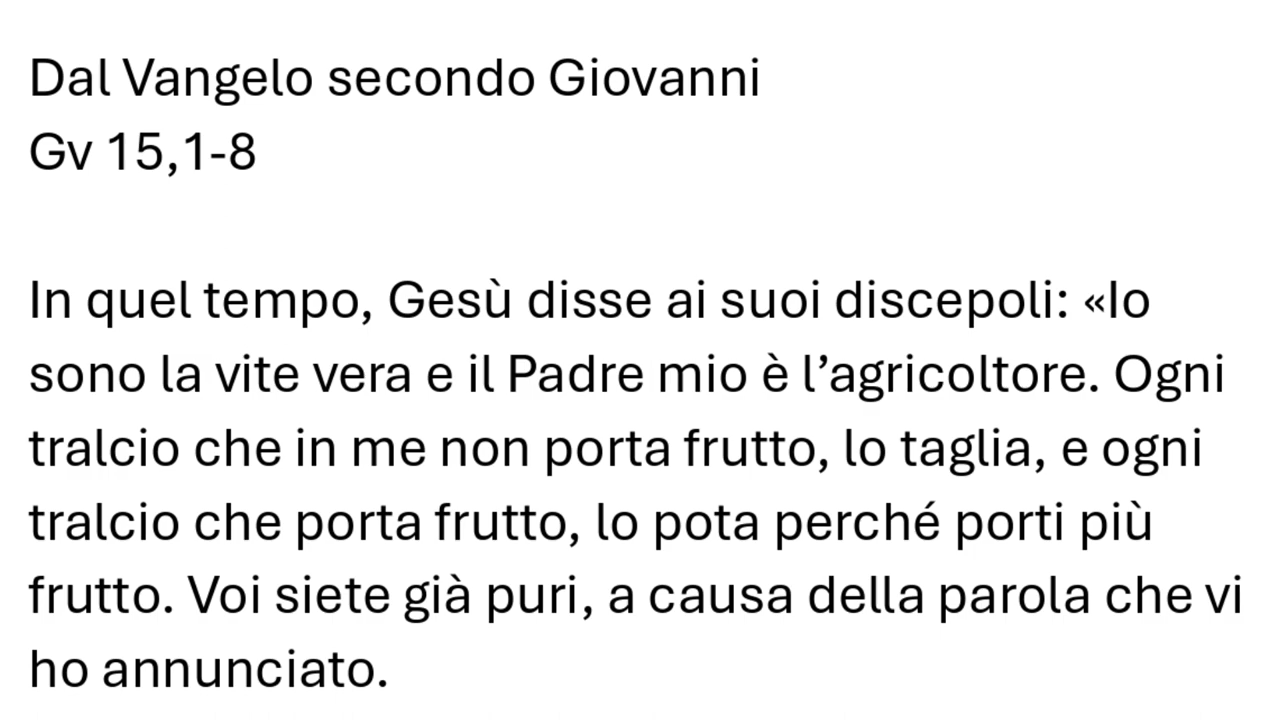 Dal Vangelo secondo Giovanni
Gv 15,1-8
In quel tempo, Gesù disse ai suoi discepoli: «Io
sono la vite vera e il Padre mio è l’agricoltore. Ogni
tralcio che in me non porta frutto, lo taglia, e ogni
tralcio che porta frutto, lo pota perché porti più
frutto. Voi siete già puri, a causa della parola che vi
ho annunciato.